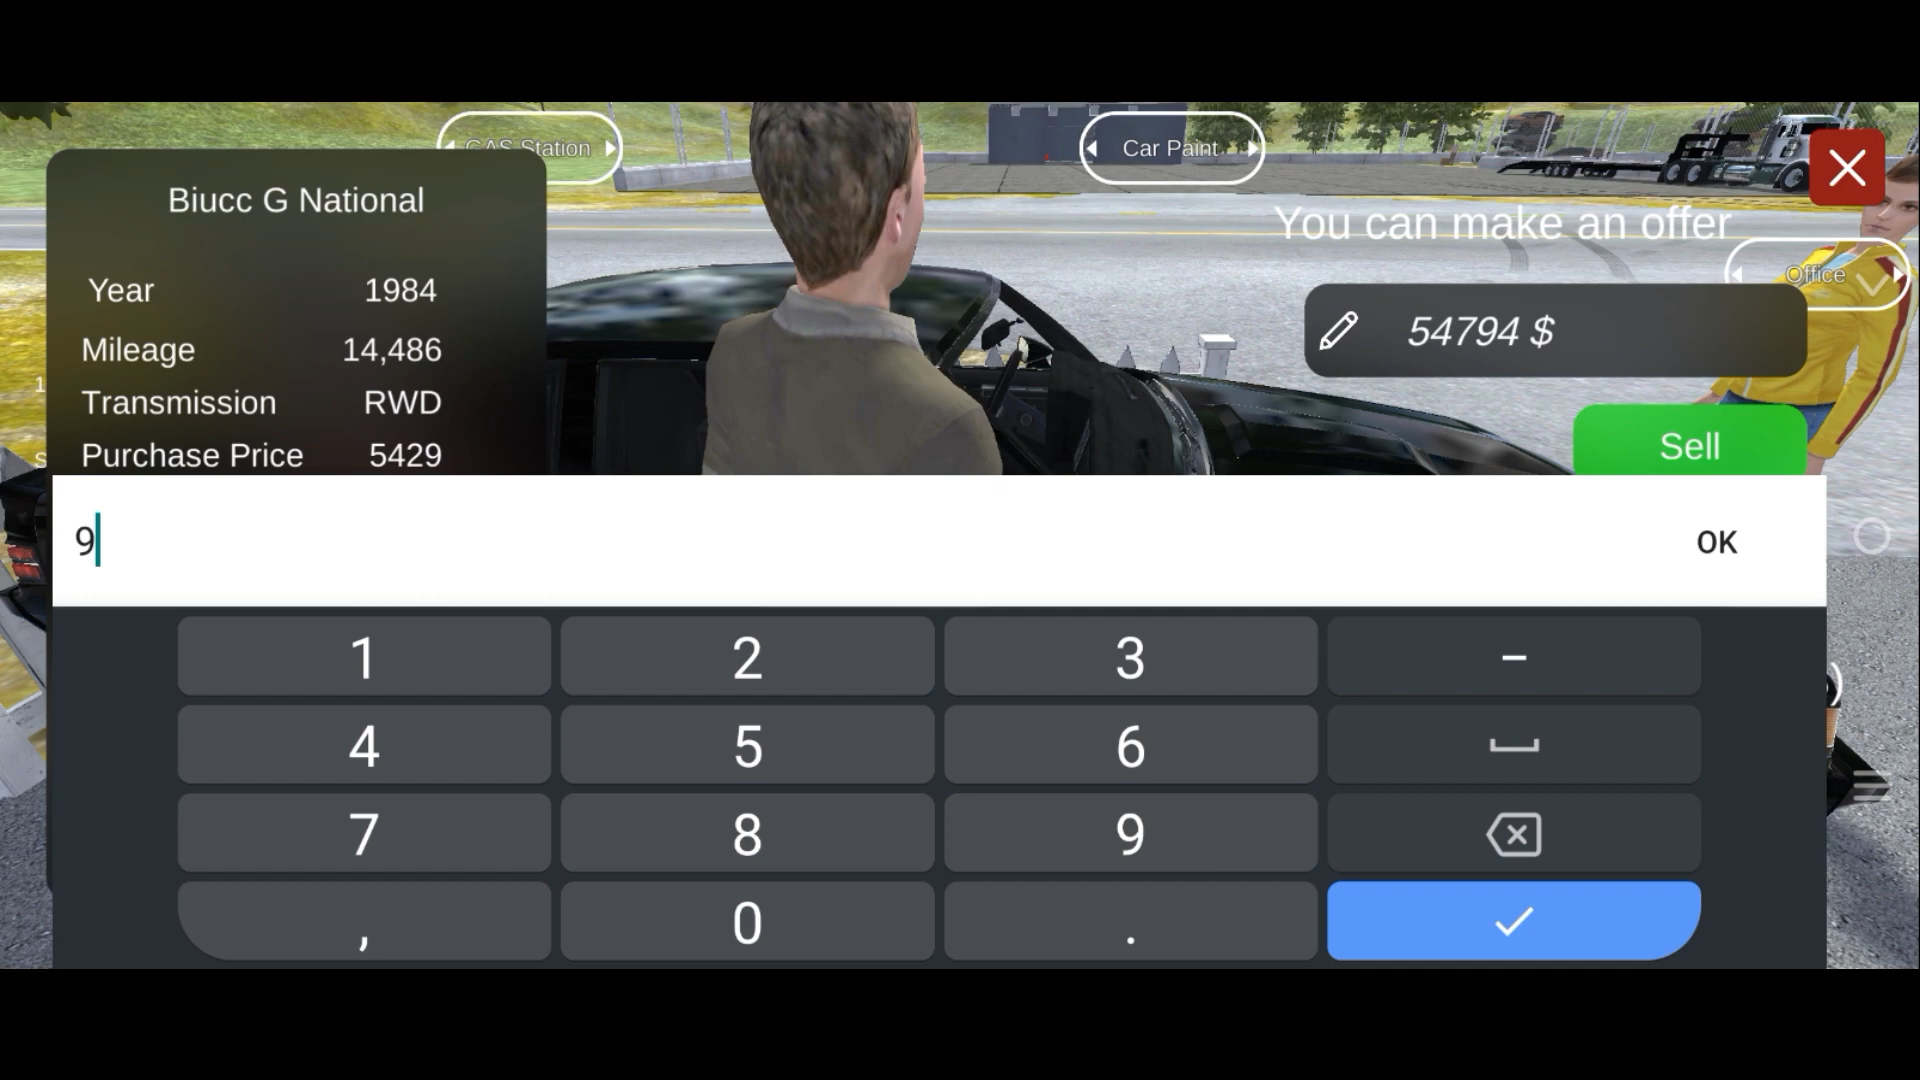 GAS Station
Car Paint
Biucc G National
You can make an offer
Year 1984
Office
Mileage 14,486
54794 $
Transmission RWD
Purchase Price 5429
Sell
9
OK
1 2 3 –
4 5 6
7 8 9
, 0 .